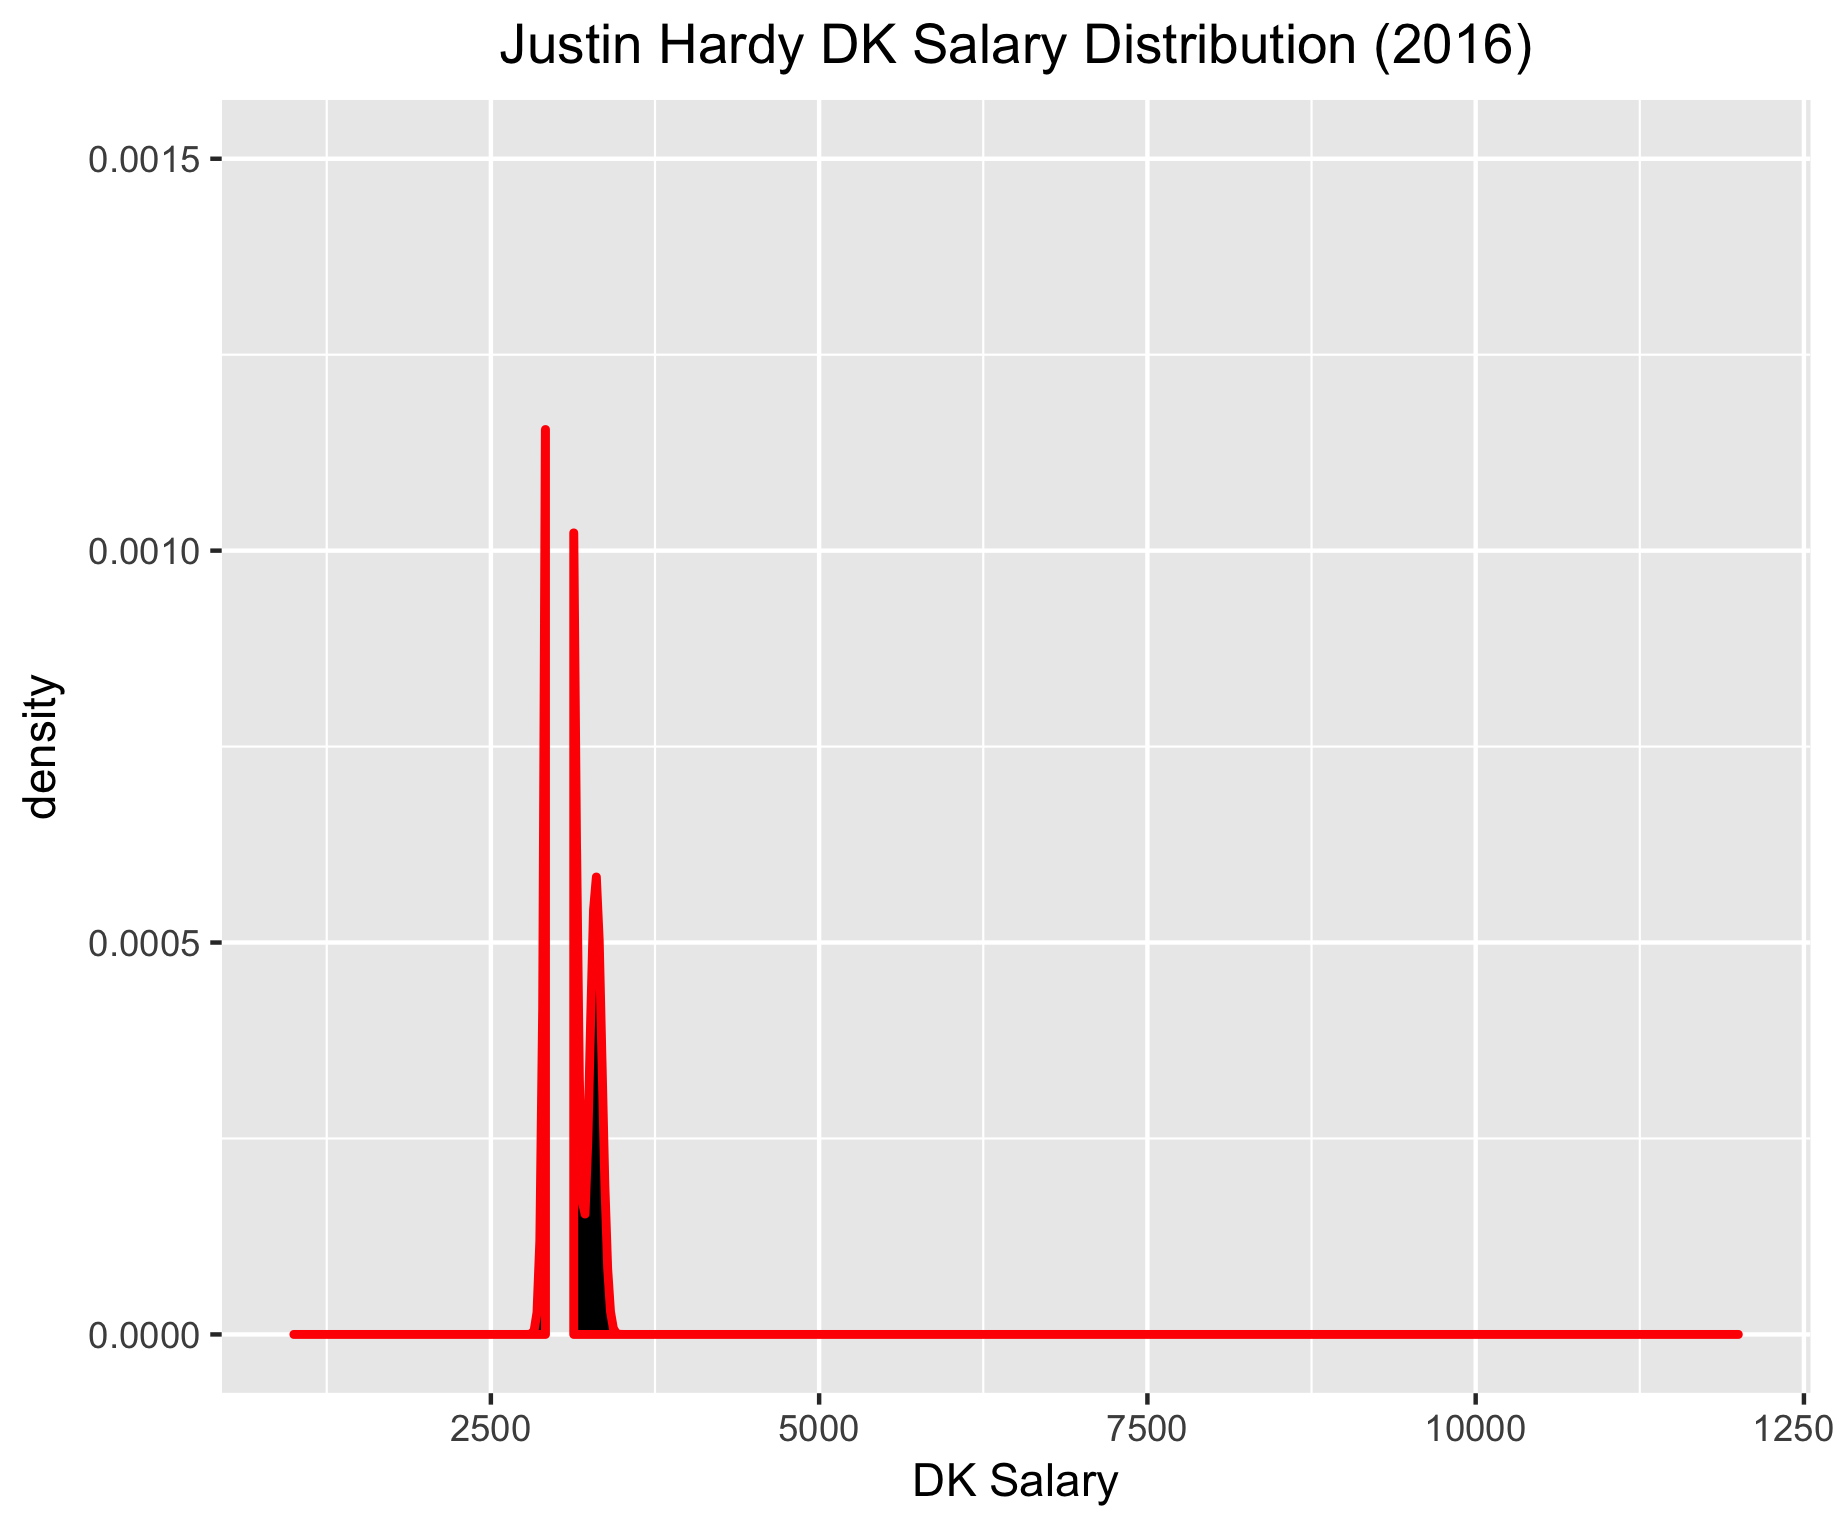 Justin Hardy DK Salary Distribution (2016)
0.0015
0.0010
0.0005
0.0000
density
2500 5000 7500 10000 1250
DK Salary